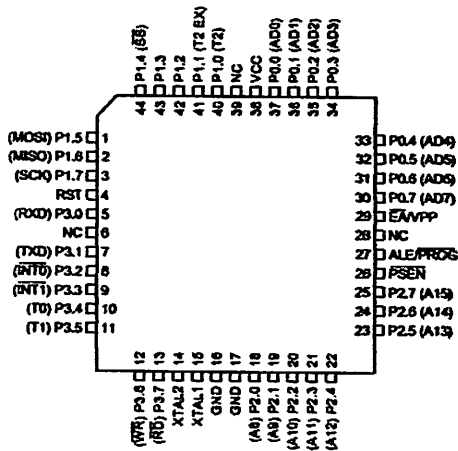 P1.4 (SS)
P1.3
P1.2
P1.1 (T2 EX)
P1.0 (T2)
NC
VCC
P0.0 (AD0)
P0.1 (AD1)
P0.2 (AD2)
P0.3 (AD3)
44 43 42 41 40 39 38 37 36 35 34
(MOSI) P1.5 1
(MISO) P1.6 2
(SCK) P1.7 3
RST 4
(RXD) P3.0 5
NC 6
(TXD) P3.1 7
(INT0) P3.2 8
(INT1) P3.3 9
(T0) P3.4 10
(T1) P3.5 11
33 P0.4 (AD4)
32 P0.5 (AD5)
31 P0.6 (AD6)
30 P0.7 (AD7)
29 EA/VPP
28 NC
27 ALE/PROG
26 PSEN
25 P2.7 (A15)
24 P2.6 (A14)
23 P2.5 (A13)
12 13 14 15 16 17 18 19 20 21 22
(WR) P3.6
(RD) P3.7
XTAL2
XTAL1
GND
GND
(A8) P2.0
(A9) P2.1
(A10) P2.2
(A11) P2.3
(A12) P2.4